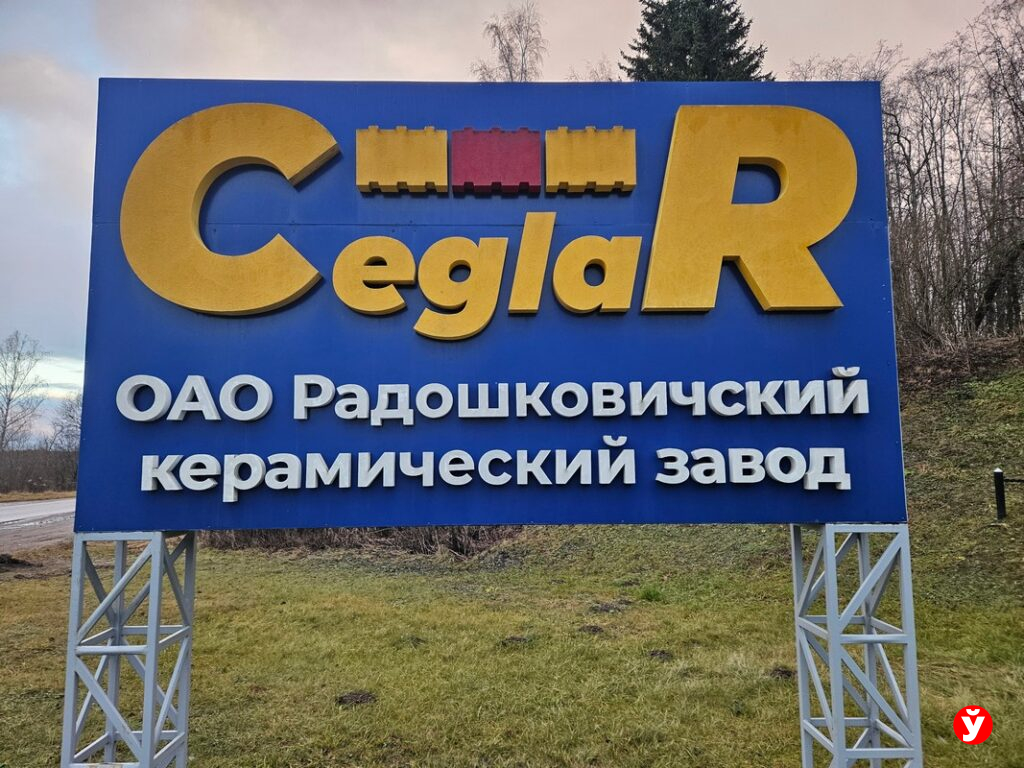 CeglaR
ОАО Радошковичский
керамический завод
Ў